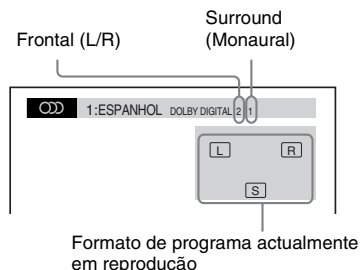 Surround
(Monaural)
Frontal (L/R)
1:ESPANHOL DOLBY DIGITAL 2 1
L R
S
Formato de programa actualmente
em reprodução